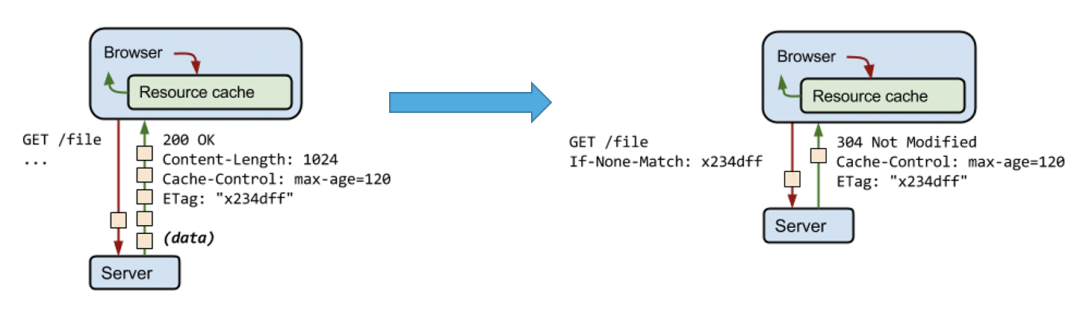 Browser
Resource cache
GET /file
...
200 OK
Content-Length: 1024
Cache-Control: max-age=120
ETag: "x234dff"
(data)
Server
Browser
Resource cache
GET /file
If-None-Match: x234dff
304 Not Modified
Cache-Control: max-age=120
ETag: "x234dff"
Server